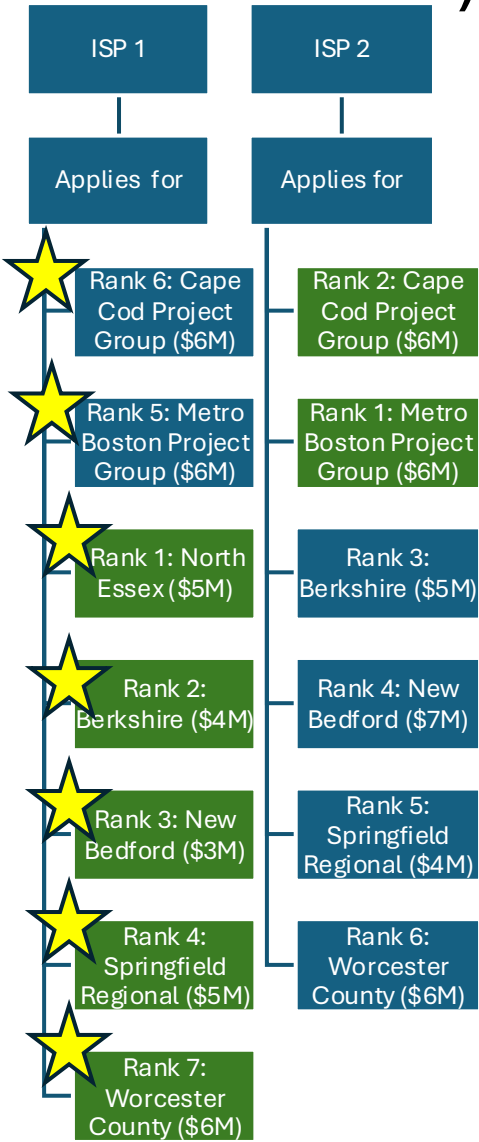 ISP 1
ISP 2
Applies for
Applies for
Rank 6: Cape
Cod Project
Group ($6M)
Rank 5: Metro
Boston Project
Group ($6M)
Rank 1: North
Essex ($5M)
Rank 2:
Berkshire ($4M)
Rank 3: New
Bedford ($3M)
Rank 4:
Springfield
Regional ($5M)
Rank 7:
Worcester
County ($6M)
Rank 2: Cape
Cod Project
Group ($6M)
Rank 1: Metro
Boston Project
Group ($6M)
Rank 3:
Berkshire ($5M)
Rank 4: New
Bedford ($7M)
Rank 5:
Springfield
Regional ($4M)
Rank 6:
Worcester
County ($6M)